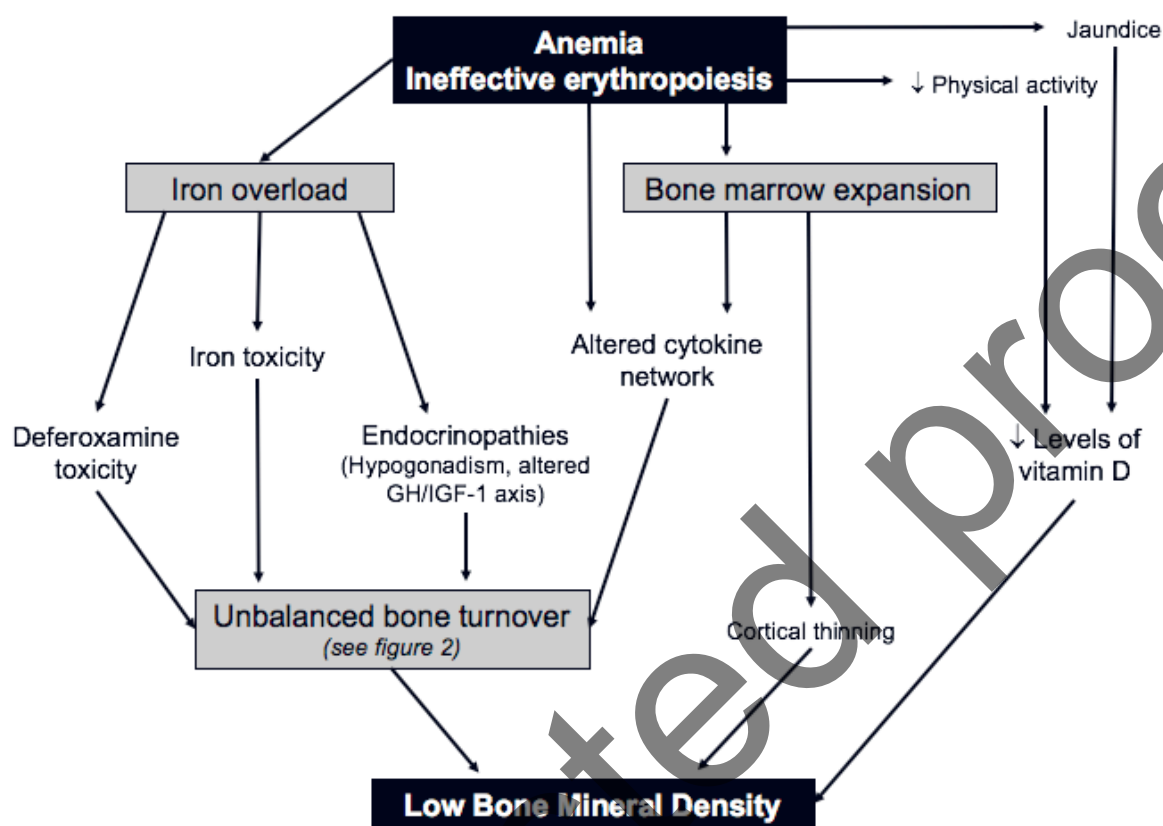 Anemia
Ineffective erythropoiesis
Jaundice
↓ Physical activity
Iron overload
Bone marrow expansion
Iron toxicity
Altered cytokine
network
Deferoxamine
toxicity
Endocrinopathies
(Hypogonadism, altered
GH/IGF-1 axis)
↓ Levels of
vitamin D
Unbalanced bone turnover
(see figure 2)
Cortical thinning
Low Bone Mineral Density